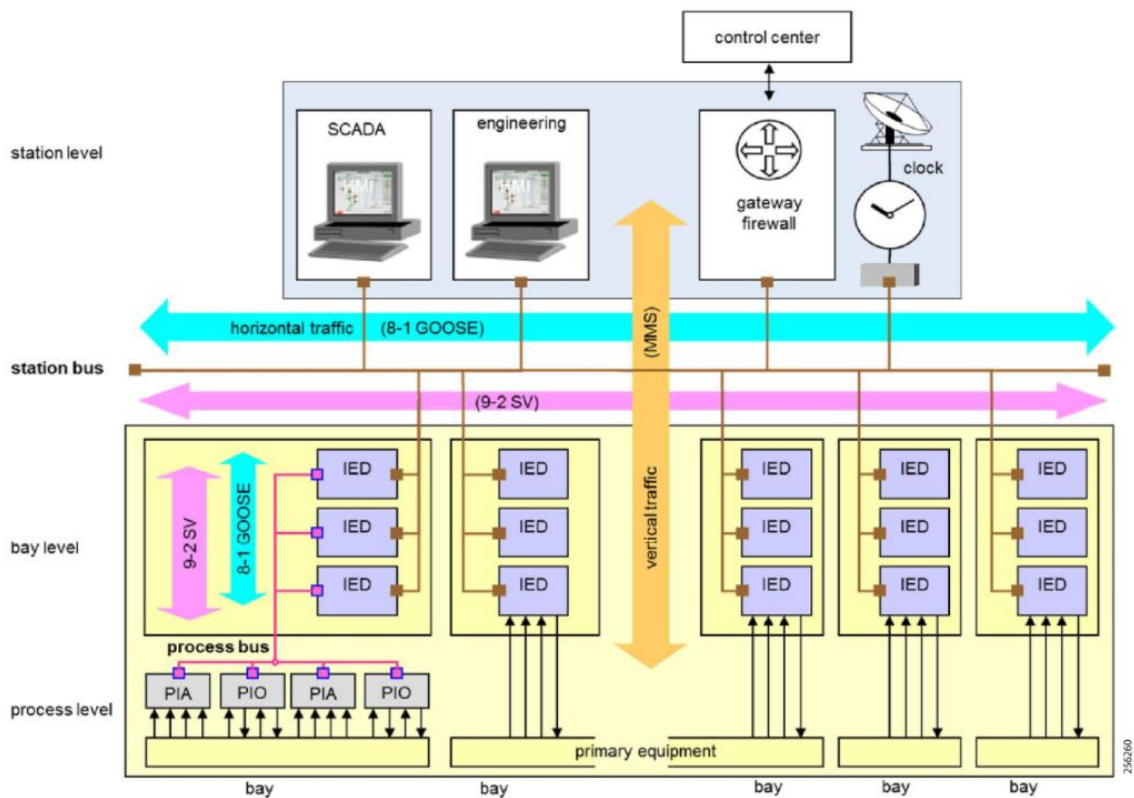 control center
station level
SCADA
engineering
HMI
gateway
firewall
clock
horizontal traffic (8-1 GOOSE)
(MMS)
station bus
(9-2 SV)
vertical traffic
bay level
9-2 SV
8-1 GOOSE
IED IED IED IED IED
IED IED IED IED IED
IED IED IED IED IED
process bus
process level
PIA PIO PIA PIO
primary equipment
bay bay bay bay bay
256260